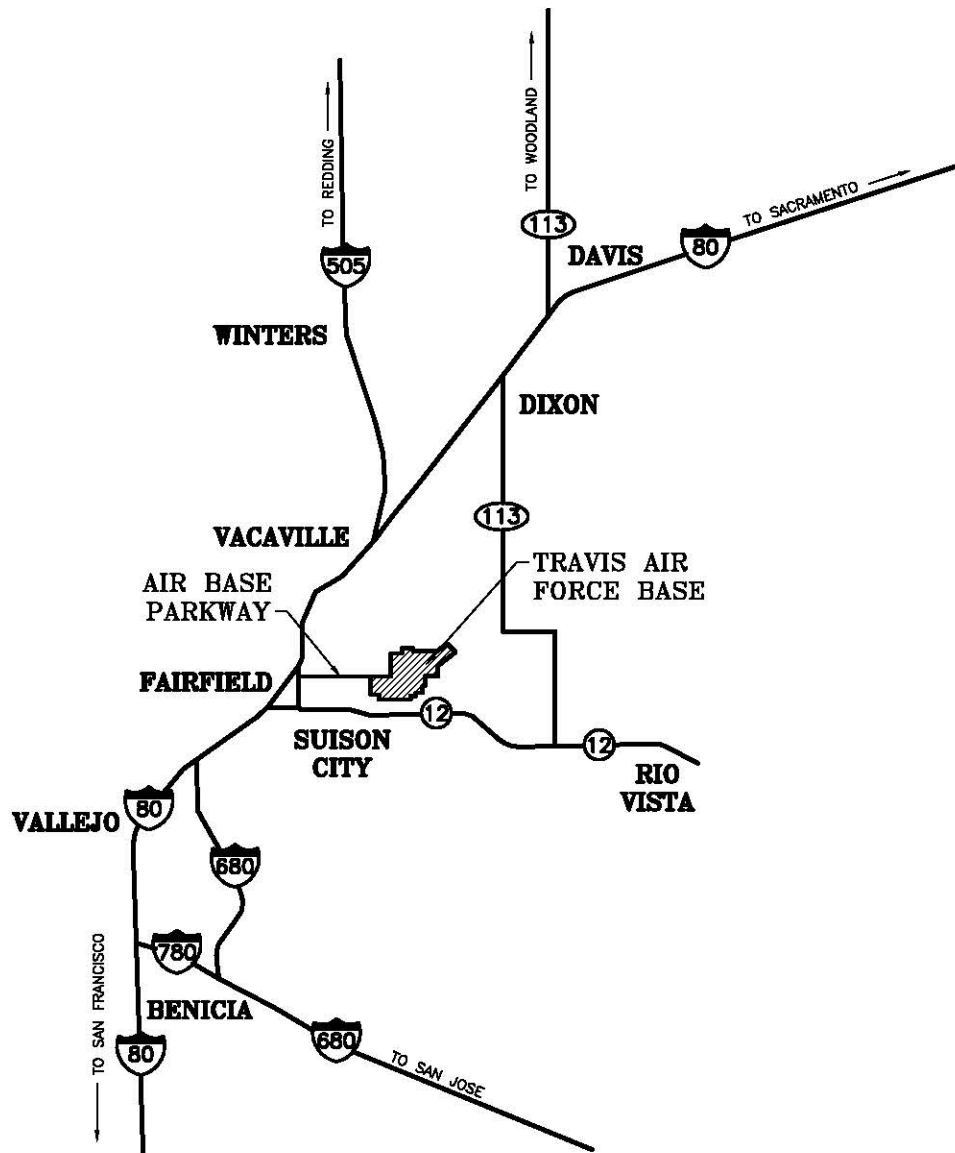 TO REDDING
TO WOODLAND
TO SACRAMENTO
113
80
DAVIS
505
WINTERS
DIXON
113
VACAVILLE
TRAVIS AIR
FORCE BASE
AIR BASE
PARKWAY
FAIRFIELD
12
SUISON
CITY
12
RIO
VISTA
80
VALLEJO
680
780
BENICIA
TO SAN FRANCISCO
80
680
TO SAN JOSE